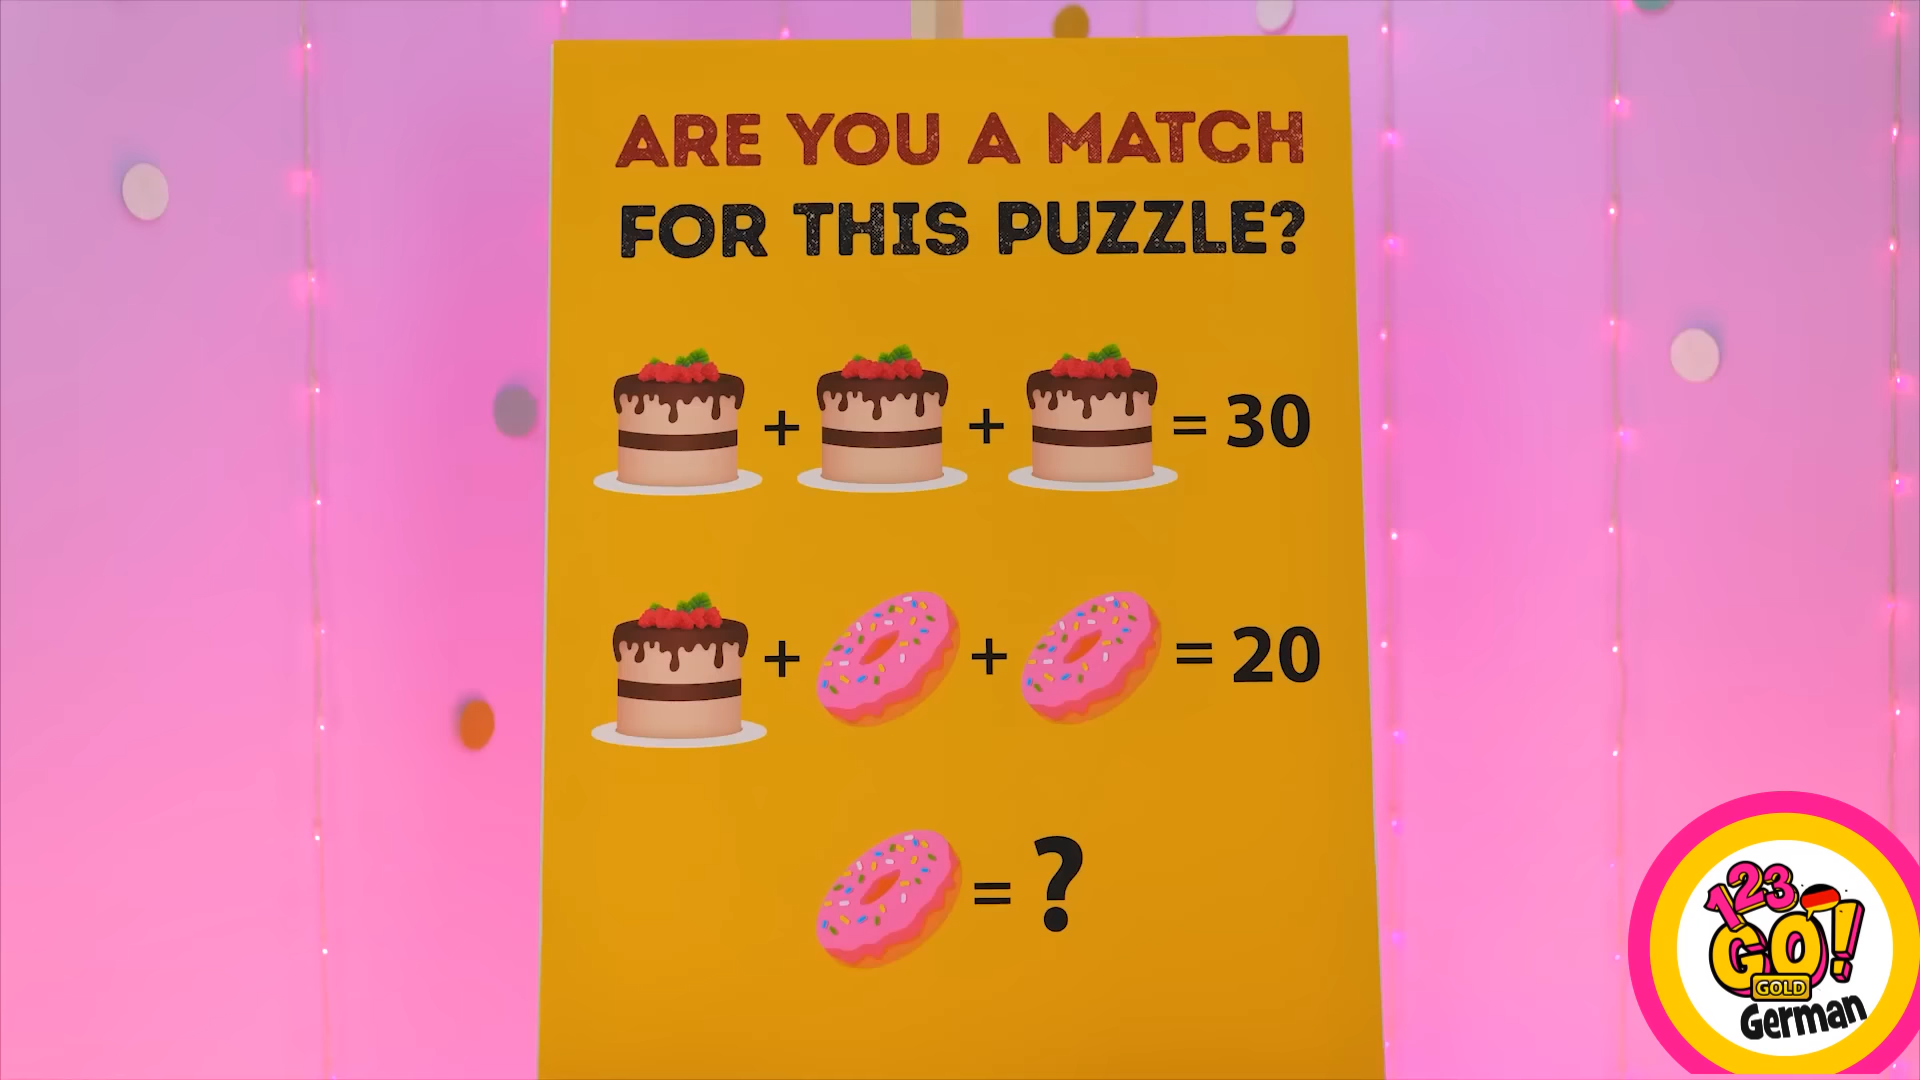 ARE YOU A MATCH
FOR THIS PUZZLE?
+ + = 30
+ + = 20
= ?
123
GO!
GOLD
German